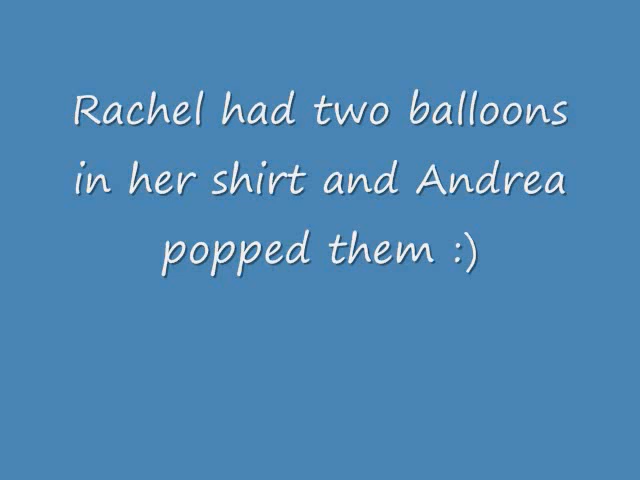 Rachel had two balloons
in her shirt and Andrea
popped them :)